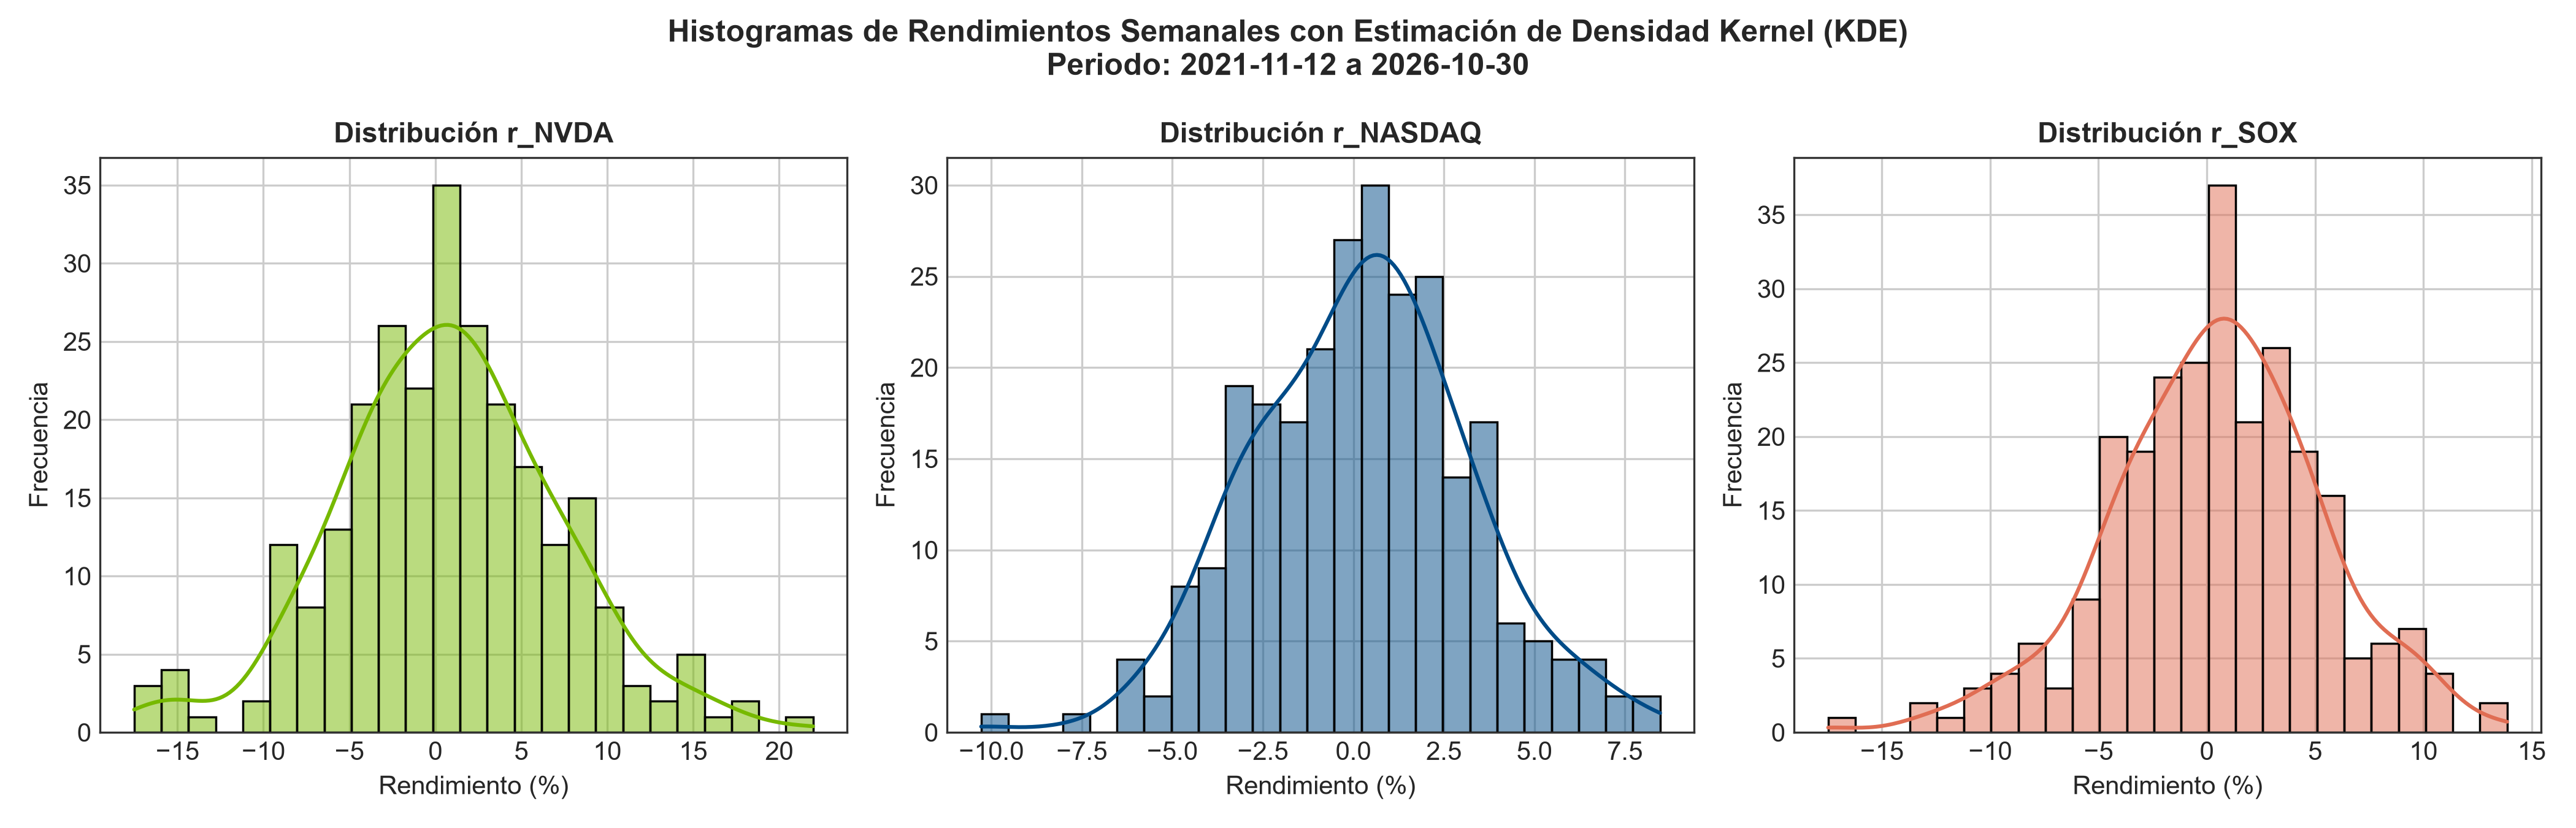 Histogramas de Rendimientos Semanales con Estimación de Densidad Kernel (KDE)
Periodo: 2021-11-12 a 2026-10-30
Distribución r_NVDA
35
30
25
20
15
10
5
0
Frecuencia
−15 −10 −5 0 5 10 15 20
Rendimiento (%)
Distribución r_NASDAQ
30
25
20
15
10
5
0
Frecuencia
−10.0 −7.5 −5.0 −2.5 0.0 2.5 5.0 7.5
Rendimiento (%)
Distribución r_SOX
35
30
25
20
15
10
5
0
Frecuencia
−15 −10 −5 0 5 10 15
Rendimiento (%)